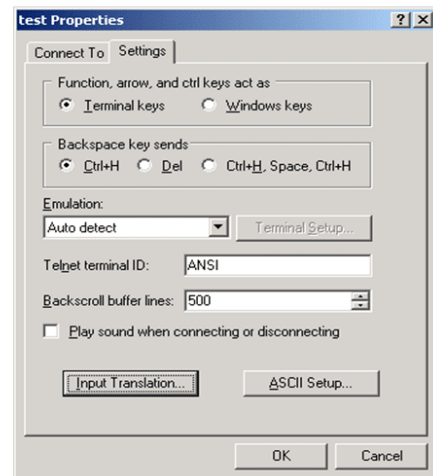 test Properties
Connect To Settings
Function, arrow, and ctrl keys act as
Terminal keys Windows keys
Backspace key sends
Ctrl+H Del Ctrl+H, Space, Ctrl+H
Emulation:
Auto detect Terminal Setup...
Telnet terminal ID: ANSI
Backscroll buffer lines: 500
Play sound when connecting or disconnecting
Input Translation... ASCII Setup...
OK Cancel